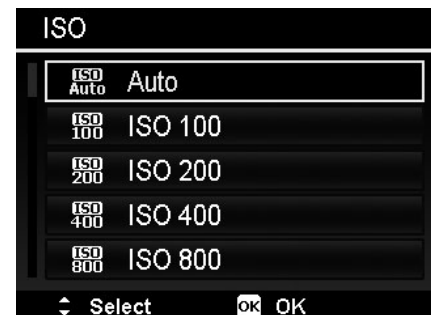 ISO
ISO Auto Auto
ISO 100 ISO 100
ISO 200 ISO 200
ISO 400 ISO 400
ISO 800 ISO 800
Select OK OK